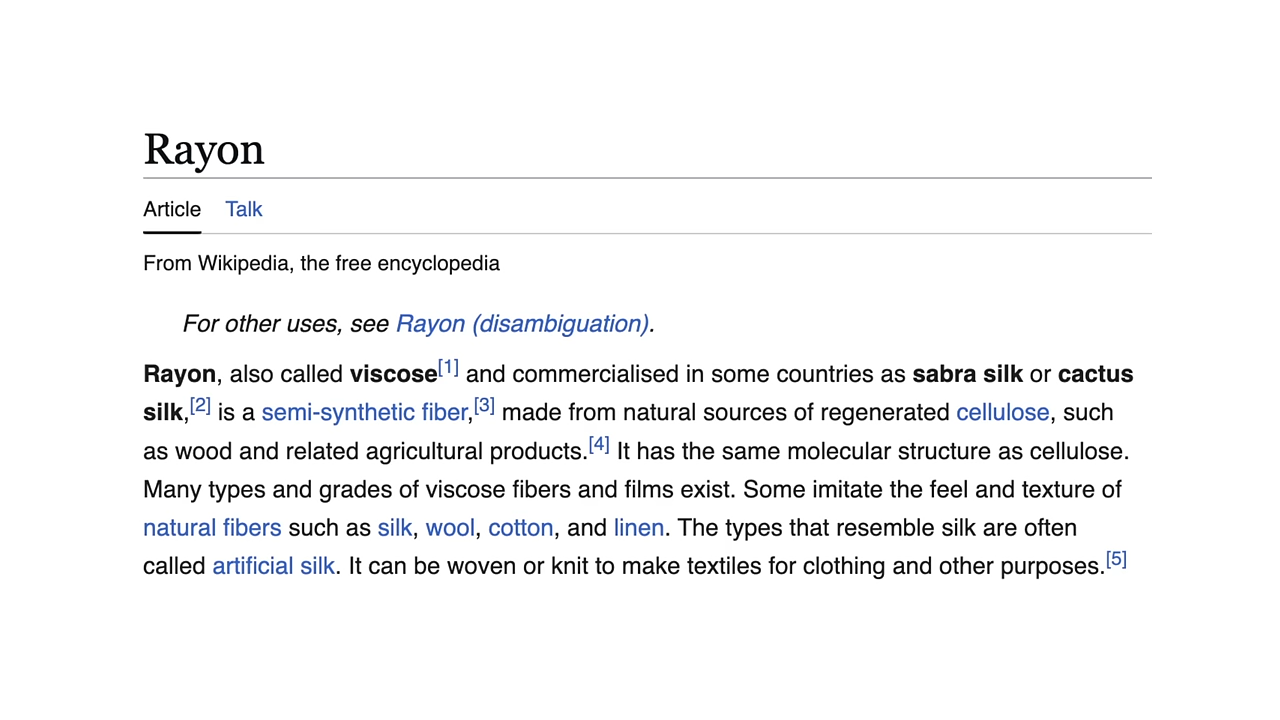 Rayon
Article Talk
From Wikipedia, the free encyclopedia
For other uses, see Rayon (disambiguation).
Rayon, also called viscose[1] and commercialised in some countries as sabra silk or cactus
silk,[2] is a semi-synthetic fiber,[3] made from natural sources of regenerated cellulose, such
as wood and related agricultural products.[4] It has the same molecular structure as cellulose.
Many types and grades of viscose fibers and films exist. Some imitate the feel and texture of
natural fibers such as silk, wool, cotton, and linen. The types that resemble silk are often
called artificial silk. It can be woven or knit to make textiles for clothing and other purposes.[5]